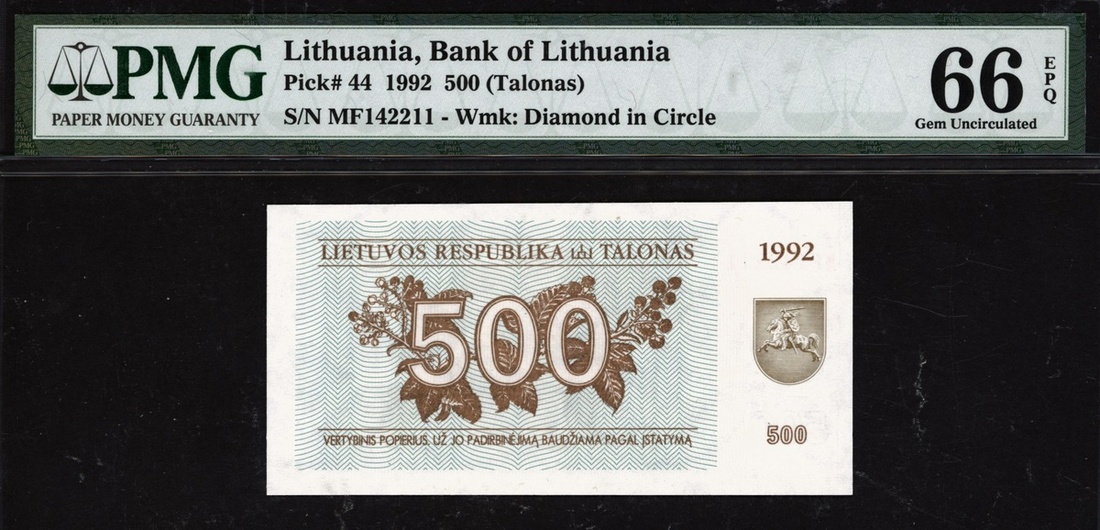 PMG
PAPER MONEY GUARANTY
Lithuania, Bank of Lithuania
Pick# 44 1992 500 (Talonas)
S/N MF142211 - Wmk: Diamond in Circle
66
EPQ
Gem Uncirculated
LIETUVOS RESPUBLIKA TALONAS
1992
500
VERTYBINIS POPIERIUS. UŽ JO PADIRBINĖJIMĄ BAUDŽIAMA PAGAL ĮSTATYMĄ
500